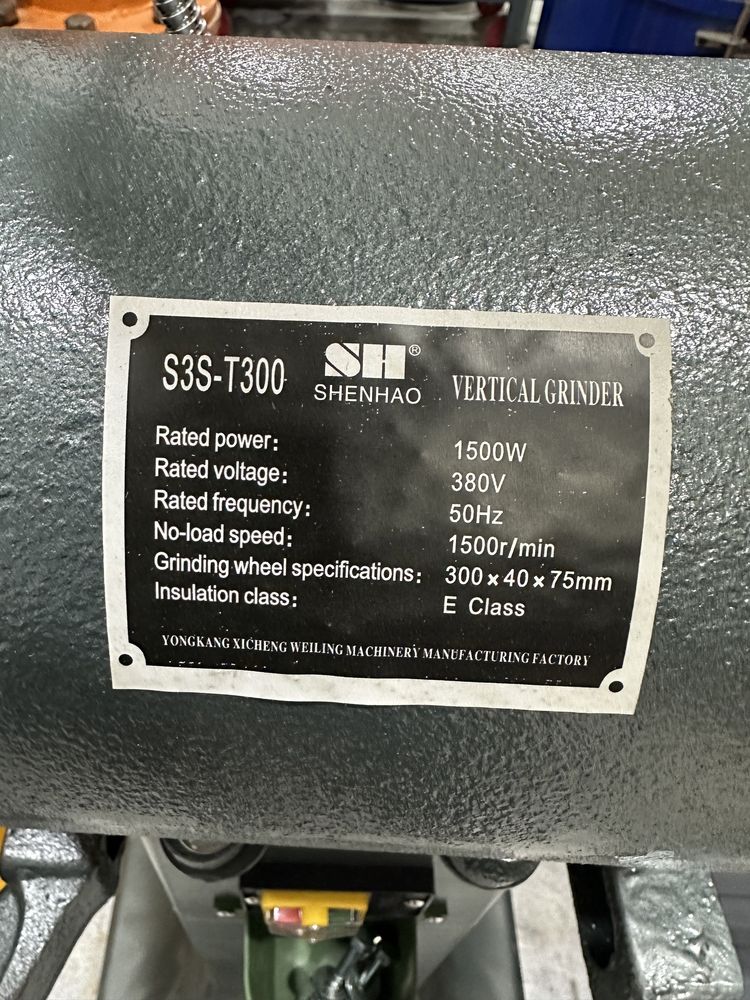 S3S-T300 SH® SHENHAO VERTICAL GRINDER
Rated power: 1500W
Rated voltage: 380V
Rated frequency: 50Hz
No-load speed: 1500r/min
Grinding wheel specifications: 300×40×75mm
Insulation class: E Class
YONGKANG XICHENG WEILING MACHINERY MANUFACTURING FACTORY